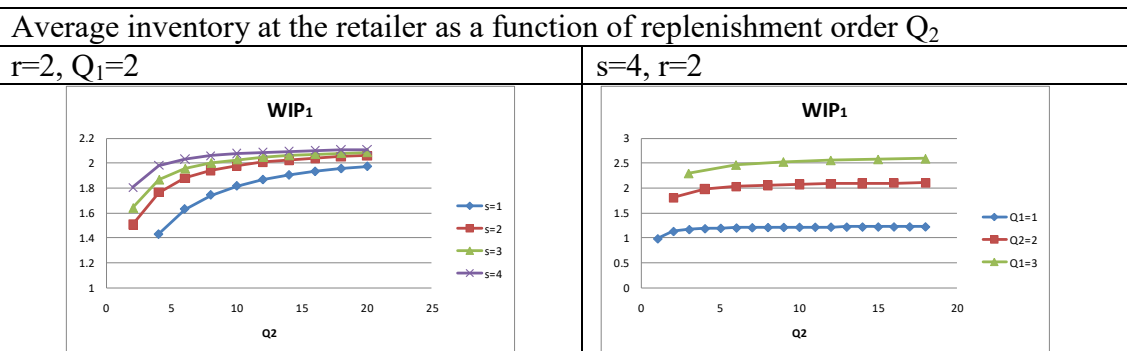 Average inventory at the retailer as a function of replenishment order Q₂
r=2, Q₁=2
s=4, r=2
WIP₁
2.2
2
1.8
1.6
1.4
1.2
1
0 5 10 15 20 25
Q2
s=1
s=2
s=3
s=4
WIP₁
3
2.5
2
1.5
1
0.5
0
0 5 10 15 20
Q2
Q1=1
Q2=2
Q1=3